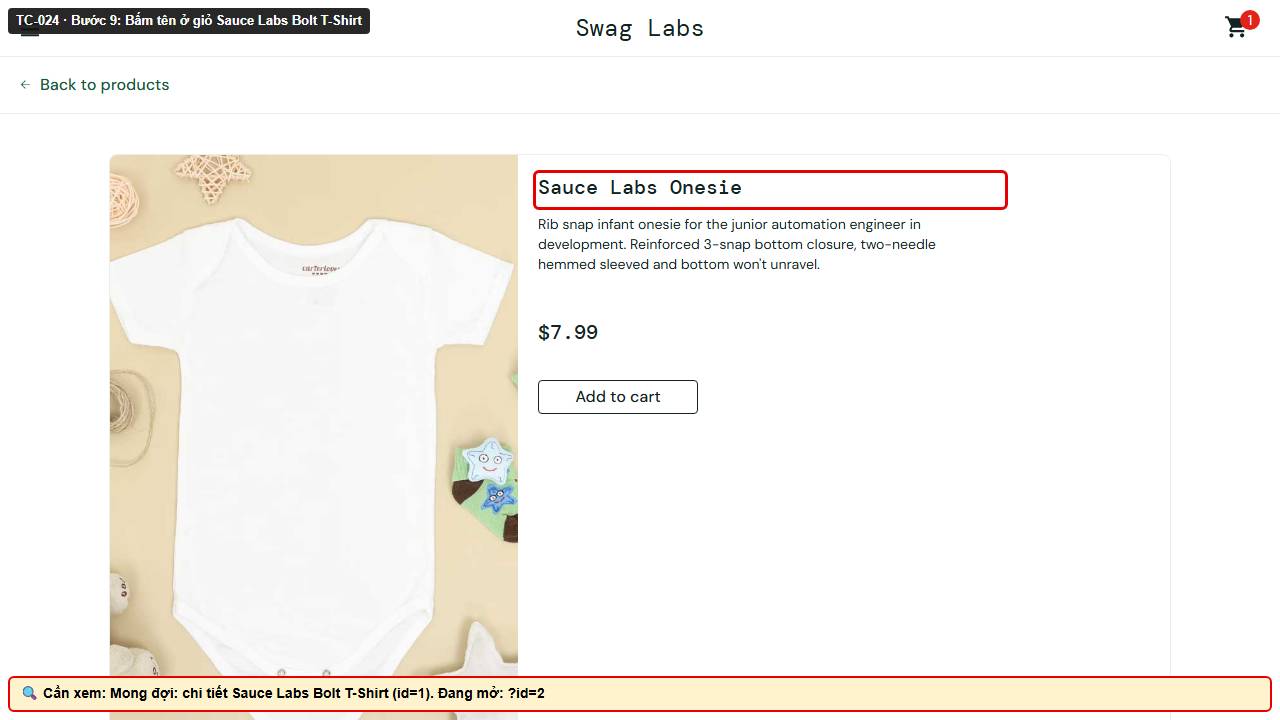 TC-024 · Bước 9: Bấm tên ở giỏ Sauce Labs Bolt T-Shirt
Swag Labs
1
Back to products
Sauce Labs Onesie
Rib snap infant onesie for the junior automation engineer in
development. Reinforced 3-snap bottom closure, two-needle
hemmed sleeved and bottom won't unravel.
$7.99
Add to cart
Cần xem: Mong đợi: chi tiết Sauce Labs Bolt T-Shirt (id=1). Đang mở: ?id=2